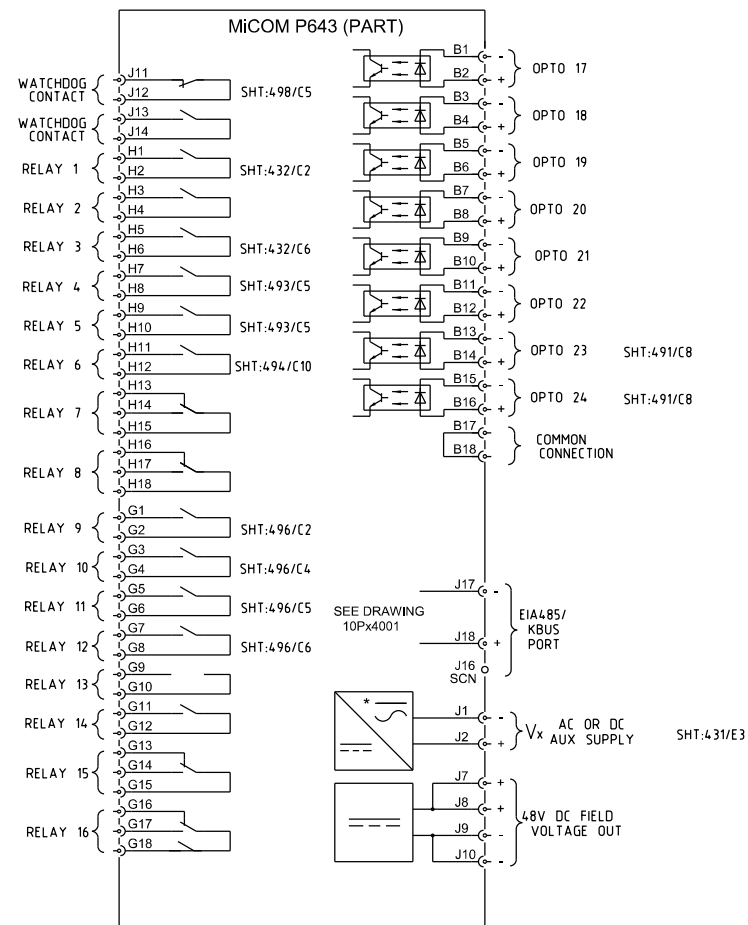 MiCOM P643 (PART)
WATCHDOG
CONTACT
J11
J12
SHT:498/C5
WATCHDOG
CONTACT
J13
J14
RELAY 1
H1
H2
SHT:432/C2
RELAY 2
H3
H4
RELAY 3
H5
H6
SHT:432/C6
RELAY 4
H7
H8
SHT:493/C5
RELAY 5
H9
H10
SHT:493/C5
RELAY 6
H11
H12
SHT:494/C10
RELAY 7
H13
H14
H15
RELAY 8
H16
H17
H18
RELAY 9
G1
G2
SHT:496/C2
RELAY 10
G3
G4
SHT:496/C4
RELAY 11
G5
G6
SHT:496/C5
RELAY 12
G7
G8
SHT:496/C6
RELAY 13
G9
G10
RELAY 14
G11
G12
RELAY 15
G13
G14
G15
RELAY 16
G16
G17
G18
B1 -
B2 +
OPTO 17
B3 -
B4 +
OPTO 18
B5 -
B6 +
OPTO 19
B7 -
B8 +
OPTO 20
B9 -
B10 +
OPTO 21
B11 -
B12 +
OPTO 22
B13 -
B14 +
OPTO 23 SHT:491/C8
B15 -
B16 +
OPTO 24 SHT:491/C8
B17
B18
COMMON
CONNECTION
SEE DRAWING
10Px4001
J17 -
J18 +
J16
SCN
EIA485/
KBUS
PORT
*
J1 -
J2 +
Vx AC OR DC
AUX SUPPLY
SHT:431/E3
J7 +
J8 +
J9 -
J10 -
48V DC FIELD
VOLTAGE OUT